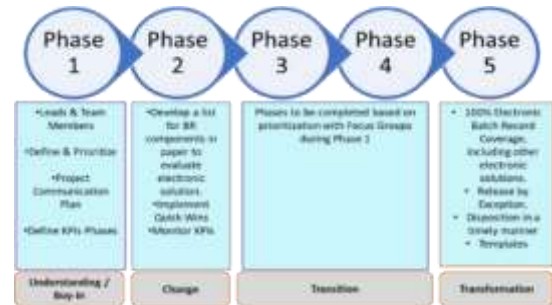 Phase
1
Phase
2
Phase
3
Phase
4
Phase
5
•Leads & Team
Members
•Define & Prioritize
•Project
Communication
Plan
•Define KPIs Phases
•Develop a list
for BR
components in
paper to
evaluate
electronic
solution.
•Implement
Quick Wins
•Monitor KPIs
Phases to be completed based on
prioritization with Focus Groups
during Phase 1
• 100% Electronic
Batch Record
Coverage,
including other
electronic
solutions.
• Release by
Exception.
• Disposition in a
timely manner
• Templates
Understanding /
Buy-in
Change
Transition
Transformation